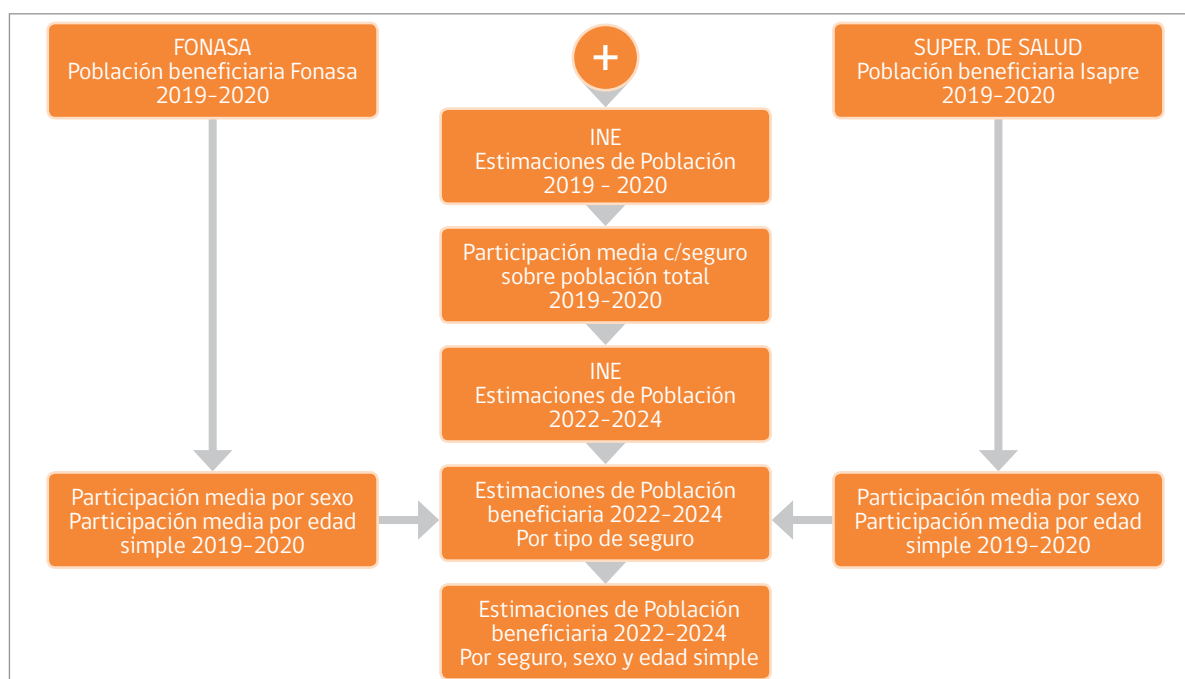 FONASA
Población beneficiaria Fonasa
2019-2020
+
SUPER. DE SALUD
Población beneficiaria Isapre
2019-2020
INE
Estimaciones de Población
2019 - 2020
Participación media c/seguro
sobre población total
2019-2020
INE
Estimaciones de Población
2022-2024
Participación media por sexo
Participación media por edad
simple 2019-2020
Estimaciones de Población
beneficiaria 2022-2024
Por tipo de seguro
Participación media por sexo
Participación media por edad
simple 2019-2020
Estimaciones de Población
beneficiaria 2022-2024
Por seguro, sexo y edad simple